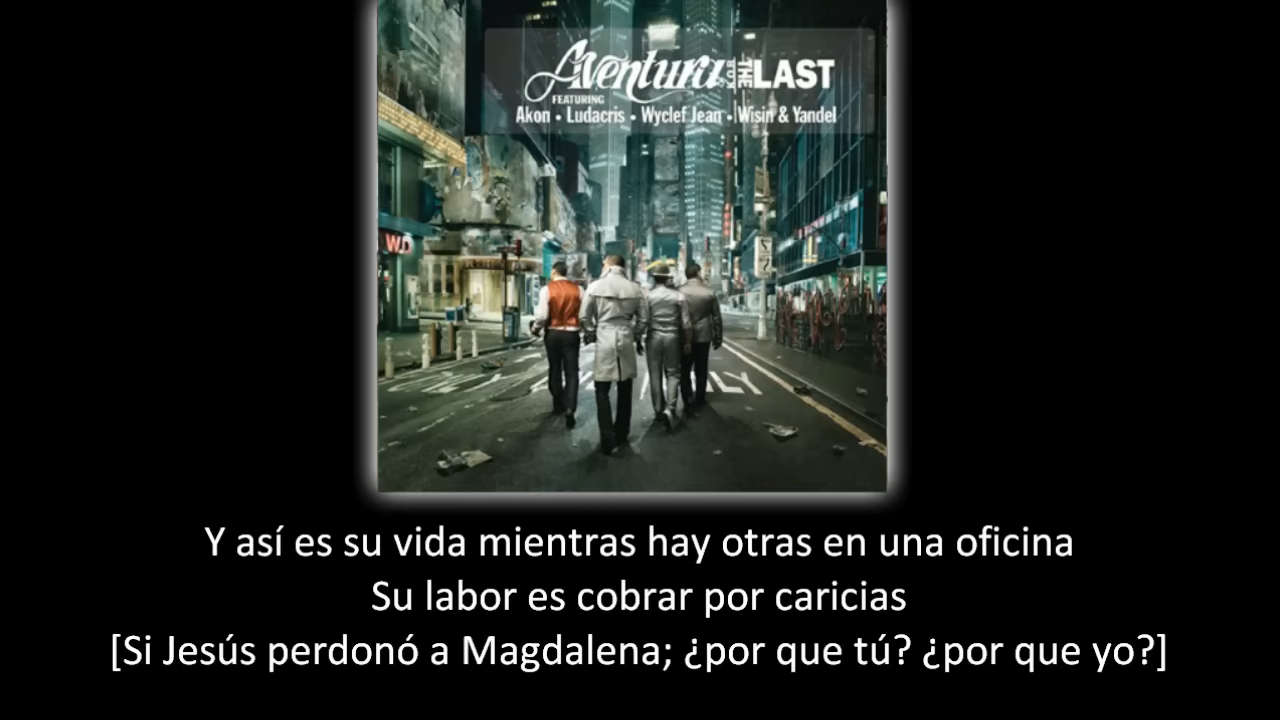 Aventura THE LAST
FEATURING
Akon • Ludacris • Wyclef Jean • Wisin & Yandel
WD
Y así es su vida mientras hay otras en una oficina
Su labor es cobrar por caricias
[Si Jesús perdonó a Magdalena; ¿por que tú? ¿por que yo?]